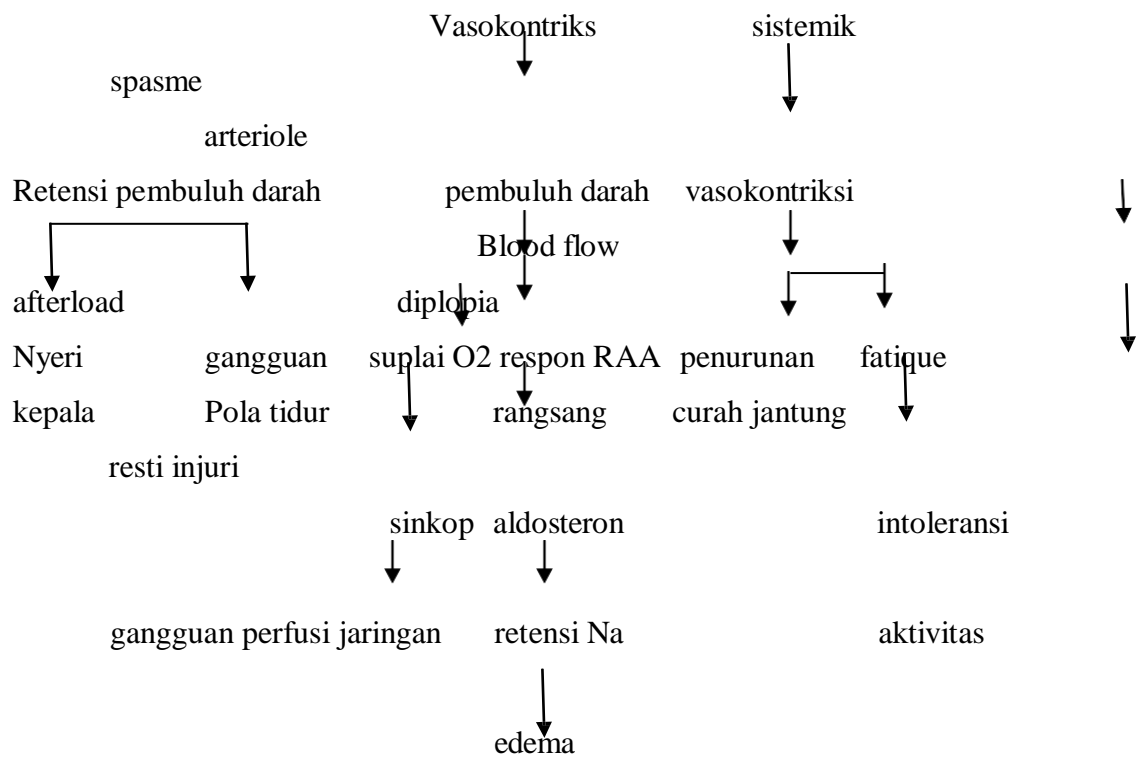 Vasokontriks sistemik
spasme
arteriole
Retensi pembuluh darah pembuluh darah vasokontriksi
Blood flow
afterload diplopia
Nyeri gangguan suplai O2 respon RAA penurunan fatique
kepala Pola tidur rangsang curah jantung
resti injuri
sinkop aldosteron intoleransi
gangguan perfusi jaringan retensi Na aktivitas
edema